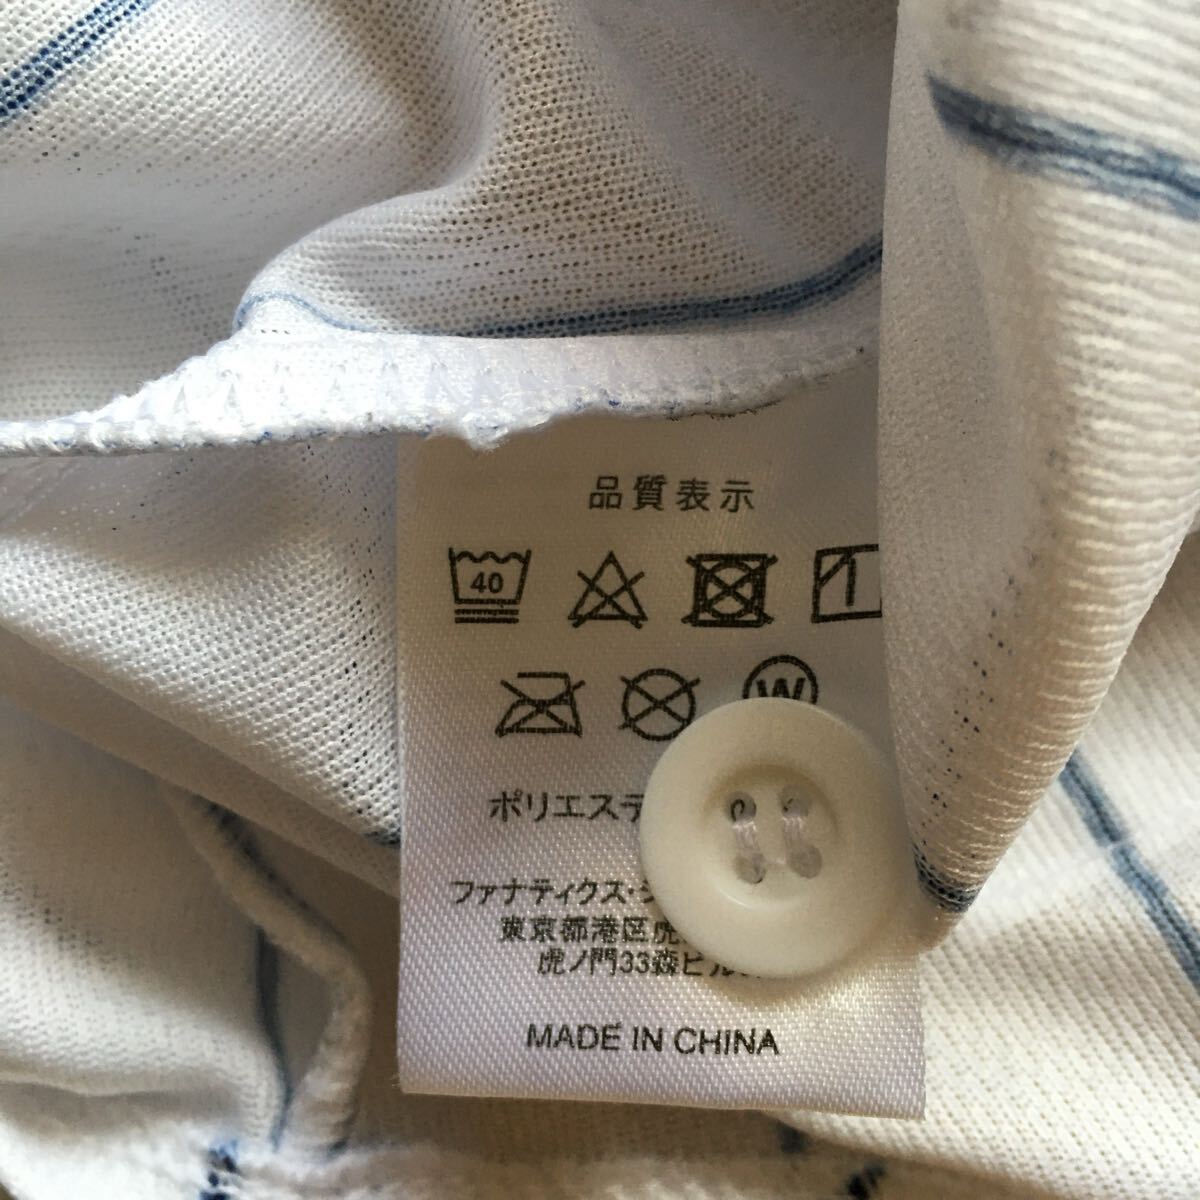 品質表示
40
W
ポリエステ
ファナティクス・
東京都港区虎
虎ノ門33森ビル
MADE IN CHINA